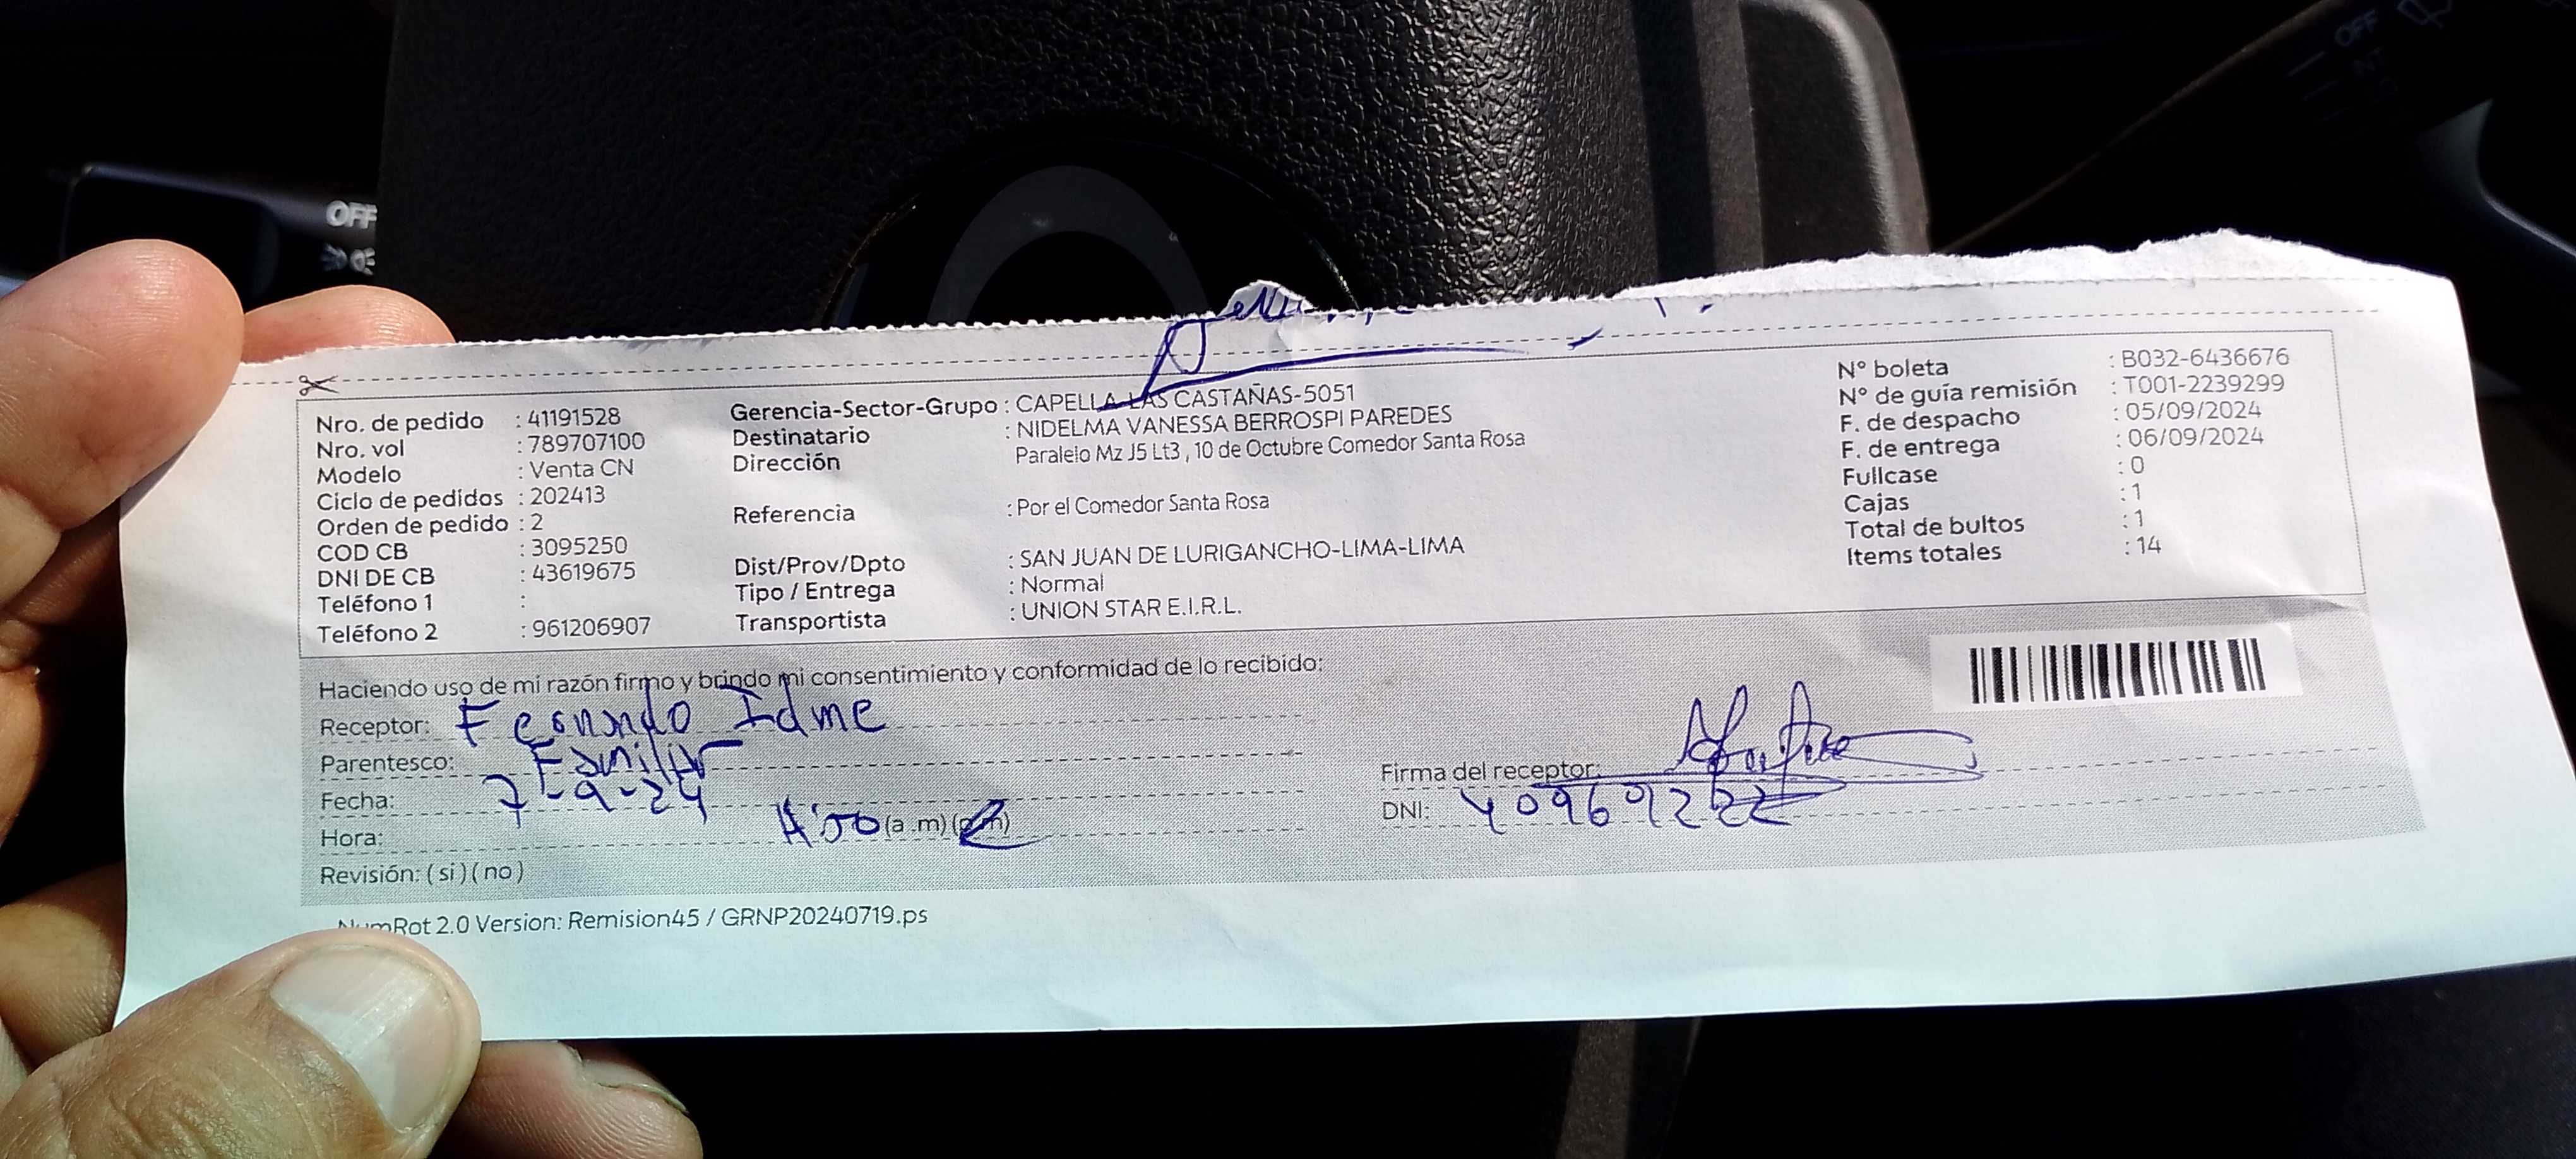 OFF
OFF
INT
Nro. de pedido : 41191528
Nro. vol : 789707100
Modelo : Venta CN
Ciclo de pedidos : 202413
Orden de pedido : 2
COD CB : 3095250
DNI DE CB : 43619675
Teléfono 1 :
Teléfono 2 : 961206907
Gerencia-Sector-Grupo : CAPELLA-LAS CASTAÑAS-5051
Destinatario : NIDELMA VANESSA BERROSPI PAREDES
Dirección Paralelo Mz J5 Lt3 , 10 de Octubre Comedor Santa Rosa
Referencia : Por el Comedor Santa Rosa
Dist/Prov/Dpto : SAN JUAN DE LURIGANCHO-LIMA-LIMA
Tipo / Entrega : Normal
Transportista : UNION STAR E.I.R.L.
N° boleta : B032-6436676
N° de guía remisión : T001-2239299
F. de despacho : 05/09/2024
F. de entrega : 06/09/2024
Fullcase : 0
Cajas : 1
Total de bultos : 1
Items totales : 14
Haciendo uso de mi razón firmo y brindo mi consentimiento y conformidad de lo recibido:
Receptor: Fernando Idme
Parentesco: Familiar
Fecha: 7-9-24
Hora: (a.m) (p.m)
Revisión: (si) (no)
Firma del receptor:
DNI:
NumRot 2.0 Version: Remision45 / GRNP20240719.ps